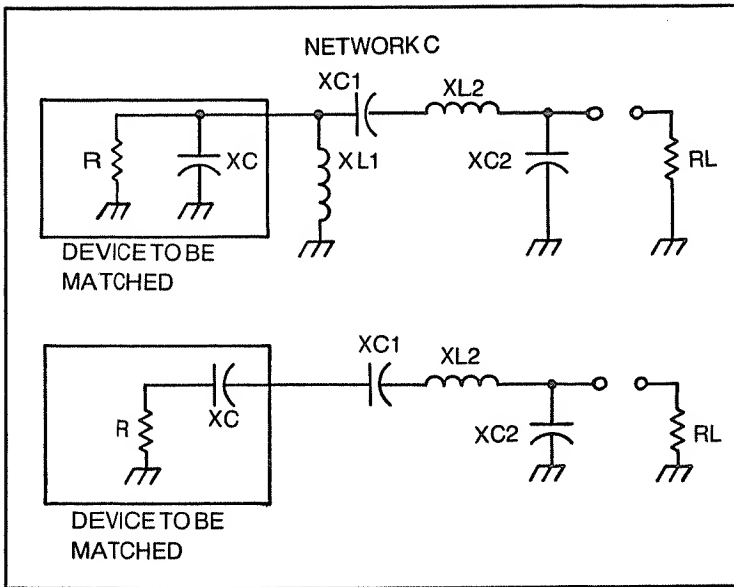 NETWORK C
XC1
XL2
R
XC
XL1
XC2
RL
DEVICE TO BE
MATCHED
XC1
XL2
R
XC
XC2
RL
DEVICE TO BE
MATCHED